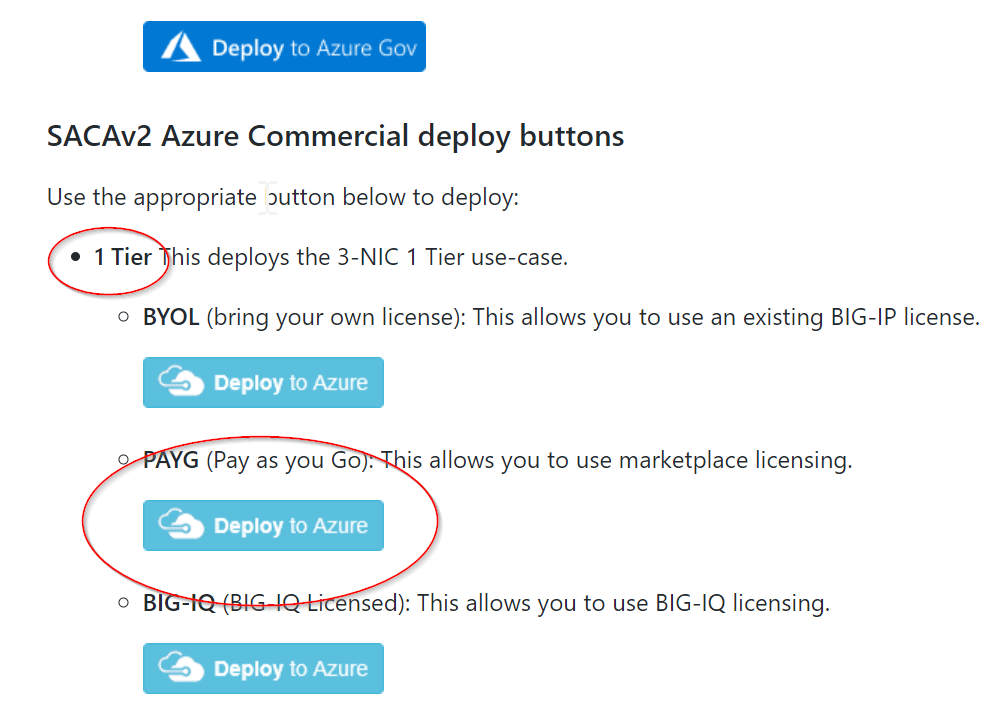 Deploy to Azure Gov
SACAv2 Azure Commercial deploy buttons
Use the appropriate button below to deploy:
1 Tier This deploys the 3-NIC 1 Tier use-case.
BYOL (bring your own license): This allows you to use an existing BIG-IP license.
Deploy to Azure
PAYG (Pay as you Go): This allows you to use marketplace licensing.
Deploy to Azure
BIG-IQ (BIG-IQ Licensed): This allows you to use BIG-IQ licensing.
Deploy to Azure